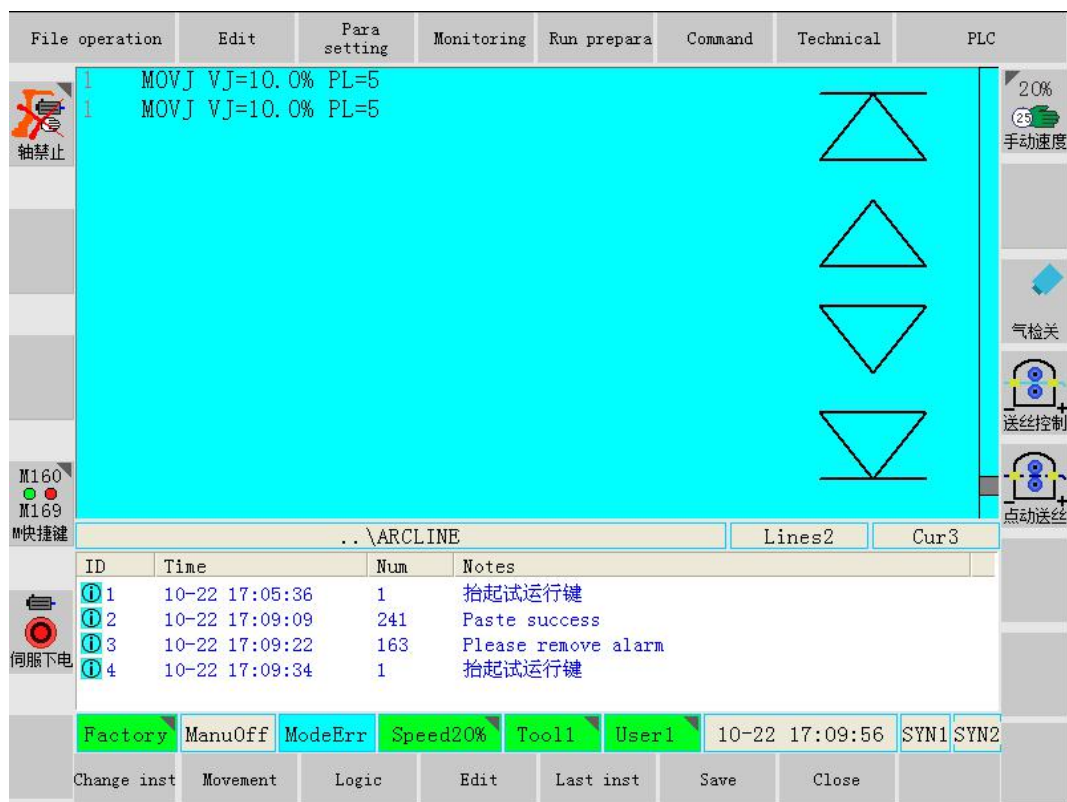 File operation Edit Para setting Monitoring Run prepara Command Technical PLC
1 MOVJ VJ=10.0% PL=5
1 MOVJ VJ=10.0% PL=5
轴禁止
20%
25
手动速度
气检关
送丝控制
点动送丝
M160
M169
M快捷键
伺服下电
..\ARCLINE Lines2 Cur3
ID Time Num Notes
1 10-22 17:05:36 1 抬起试运行键
2 10-22 17:09:09 241 Paste success
3 10-22 17:09:22 163 Please remove alarm
4 10-22 17:09:34 1 抬起试运行键
Factory ManuOff ModeErr Speed20% Tool1 User1 10-22 17:09:56 SYN1 SYN2
Change inst Movement Logic Edit Last inst Save Close